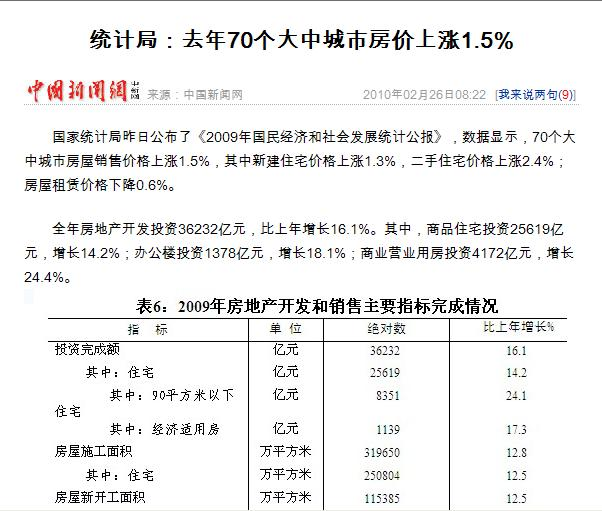 统计局：去年70个大中城市房价上涨1.5%
中國新聞網 中新网 来源：中国新闻网 2010年02月26日08:22 [我来说两句(9)]
国家统计局昨日公布了《2009年国民经济和社会发展统计公报》，数据显示，70个大
中城市房屋销售价格上涨1.5%，其中新建住宅价格上涨1.3%，二手住宅价格上涨2.4%；
房屋租赁价格下降0.6%。
全年房地产开发投资36232亿元，比上年增长16.1%。其中，商品住宅投资25619亿
元，增长14.2%；办公楼投资1378亿元，增长18.1%；商业营业用房投资4172亿元，增长
24.4%。
表6：2009年房地产开发和销售主要指标完成情况
指 标 单 位 绝对数 比上年增长%
投资完成额 亿元 36232 16.1
其中：住宅 亿元 25619 14.2
其中：90平方米以下 亿元 8351 24.1
住宅
其中：经济适用房 亿元 1139 17.3
房屋施工面积 万平方米 319650 12.8
其中：住宅 万平方米 250804 12.5
房屋新开工面积 万平方米 115385 12.5